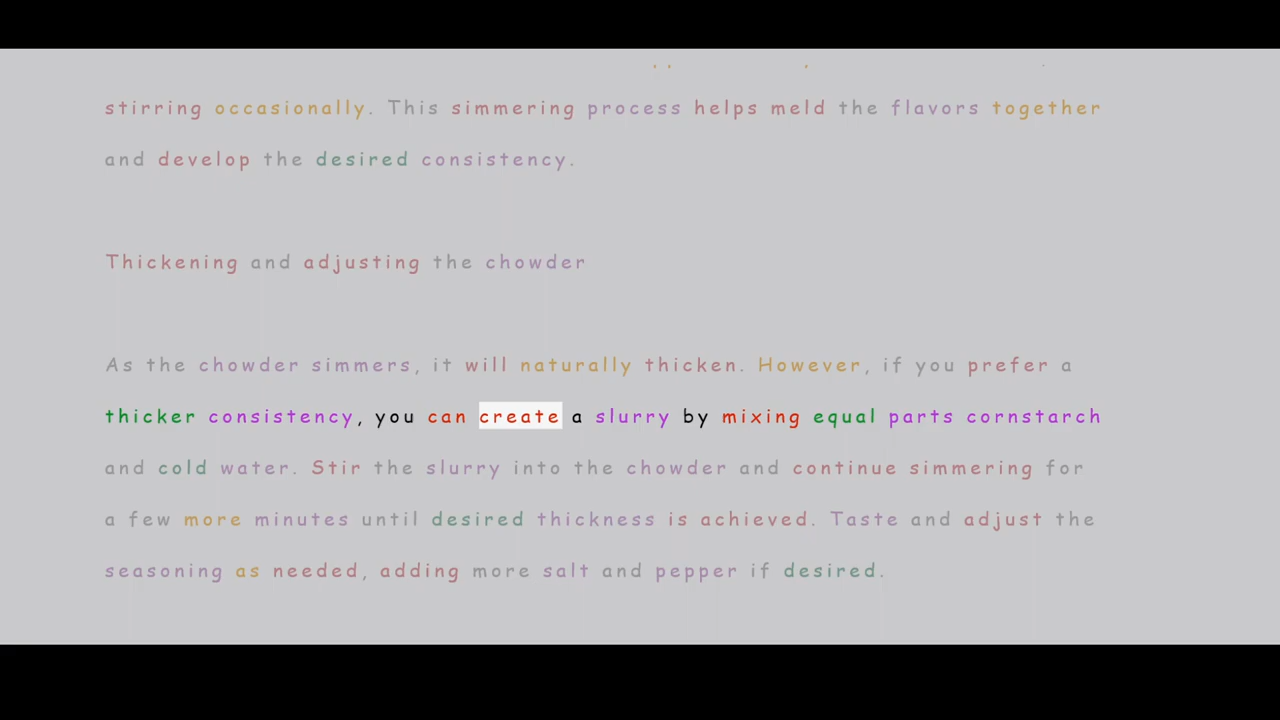 stirring occasionally. This simmering process helps meld the flavors together
and develop the desired consistency.
Thickening and adjusting the chowder
As the chowder simmers, it will naturally thicken. However, if you prefer a
thicker consistency, you can create a slurry by mixing equal parts cornstarch
and cold water. Stir the slurry into the chowder and continue simmering for
a few more minutes until desired thickness is achieved. Taste and adjust the
seasoning as needed, adding more salt and pepper if desired.